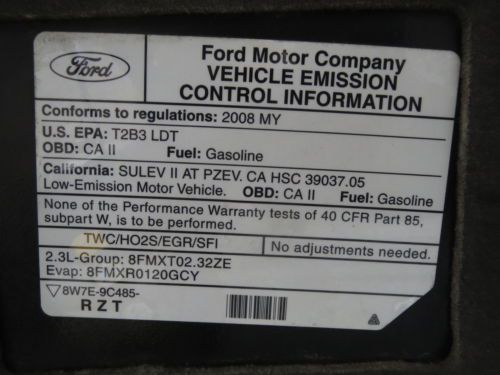 Ford
Ford Motor Company
VEHICLE EMISSION
CONTROL INFORMATION
Conforms to regulations: 2008 MY
U.S. EPA: T2B3 LDT
OBD: CA II Fuel: Gasoline
California: SULEV II AT PZEV. CA HSC 39037.05
Low-Emission Motor Vehicle. OBD: CA II Fuel: Gasoline
None of the Performance Warranty tests of 40 CFR Part 85,
subpart W, is to be performed.
TWC/HO2S/EGR/SFI No adjustments needed.
2.3L-Group: 8FMXT02.32ZE
Evap: 8FMXR0120GCY
▽8W7E-9C485-
RZT